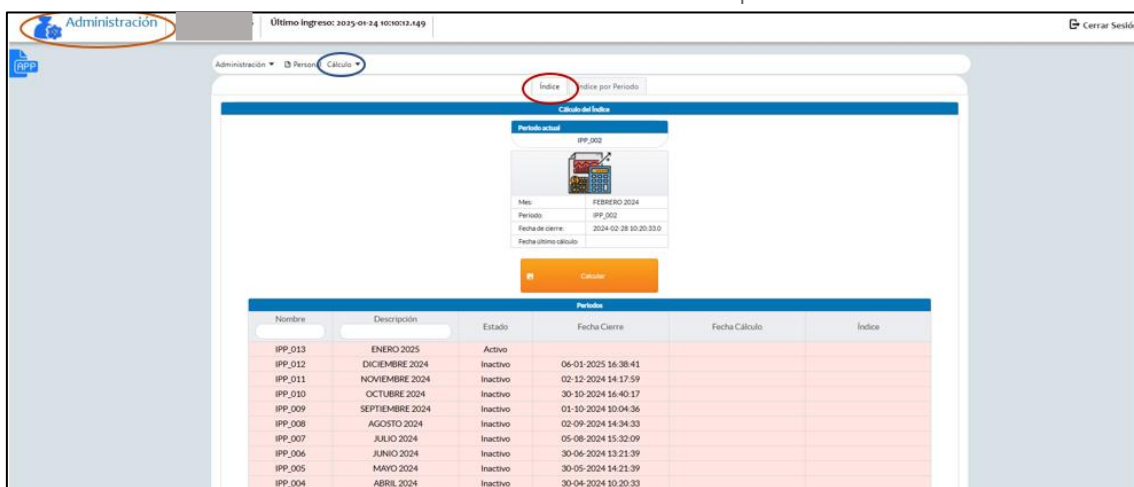 Administración Último ingreso: 2025-01-24 10:10:12.149 Cerrar Sesió
APP
Administración Person Cálculo
Índice Índice por Periodo
Cálculo del Índice
Periodo actual
IPP_002
Mes: FEBRERO 2024
Periodo: IPP_002
Fecha de cierre: 2024-02-28 10:20:33.0
Fecha último cálculo:
Calcular
Periodos
Nombre Descripción Estado Fecha Cierre Fecha Cálculo Índice
IPP_013 ENERO 2025 Activo
IPP_012 DICIEMBRE 2024 Inactivo 06-01-2025 16:38:41
IPP_011 NOVIEMBRE 2024 Inactivo 02-12-2024 14:17:59
IPP_010 OCTUBRE 2024 Inactivo 30-10-2024 16:40:17
IPP_009 SEPTIEMBRE 2024 Inactivo 01-10-2024 10:04:36
IPP_008 AGOSTO 2024 Inactivo 02-09-2024 14:34:33
IPP_007 JULIO 2024 Inactivo 05-08-2024 15:32:09
IPP_006 JUNIO 2024 Inactivo 30-06-2024 13:21:39
IPP_005 MAYO 2024 Inactivo 30-05-2024 14:21:39
IPP_004 ABRIL 2024 Inactivo 30-04-2024 10:20:33